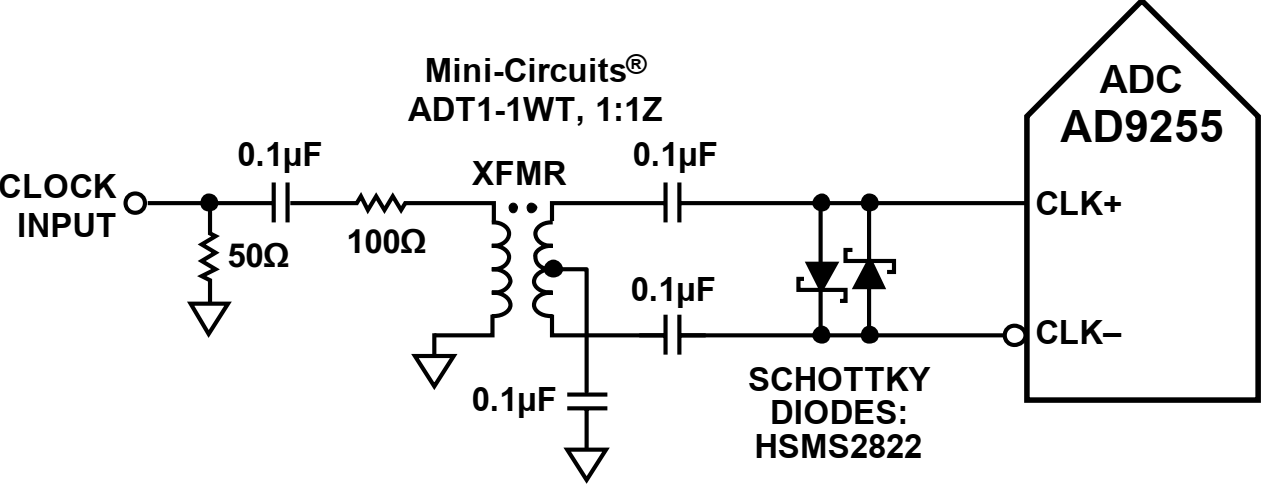 Mini-Circuits®
ADT1-1WT, 1:1Z
ADC
AD9255
0.1µF
XFMR
0.1µF
CLOCK
INPUT
50Ω
100Ω
CLK+
0.1µF
CLK–
0.1µF
SCHOTTKY
DIODES:
HSMS2822